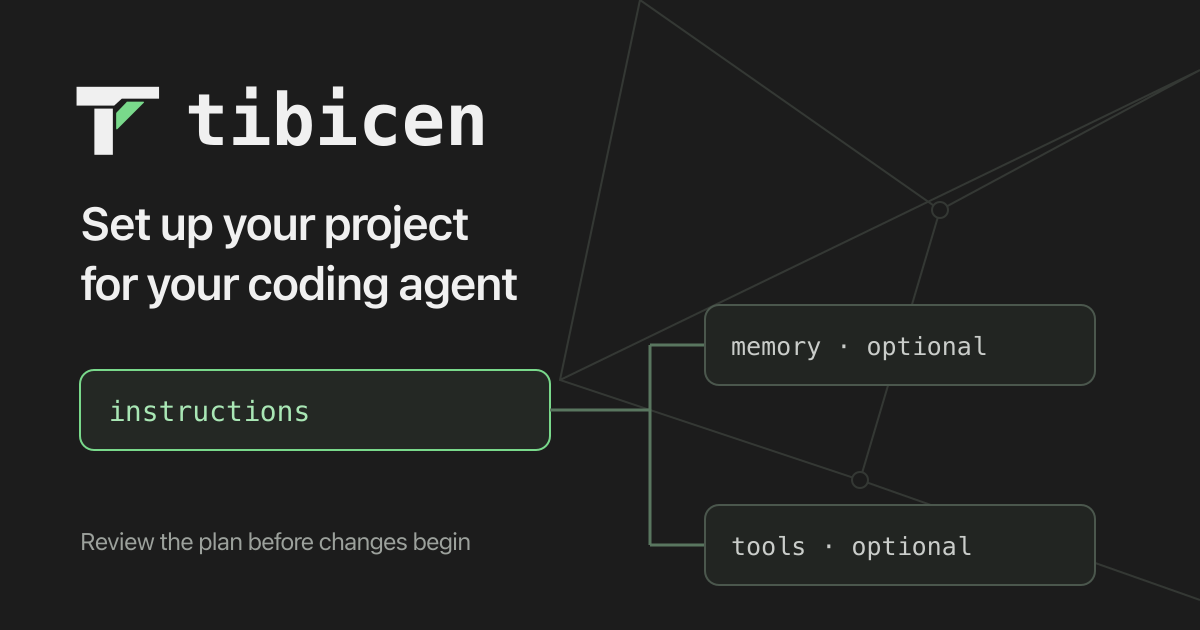 tibicen
Set up your project
for your coding agent
instructions
memory · optional
tools · optional
Review the plan before changes begin